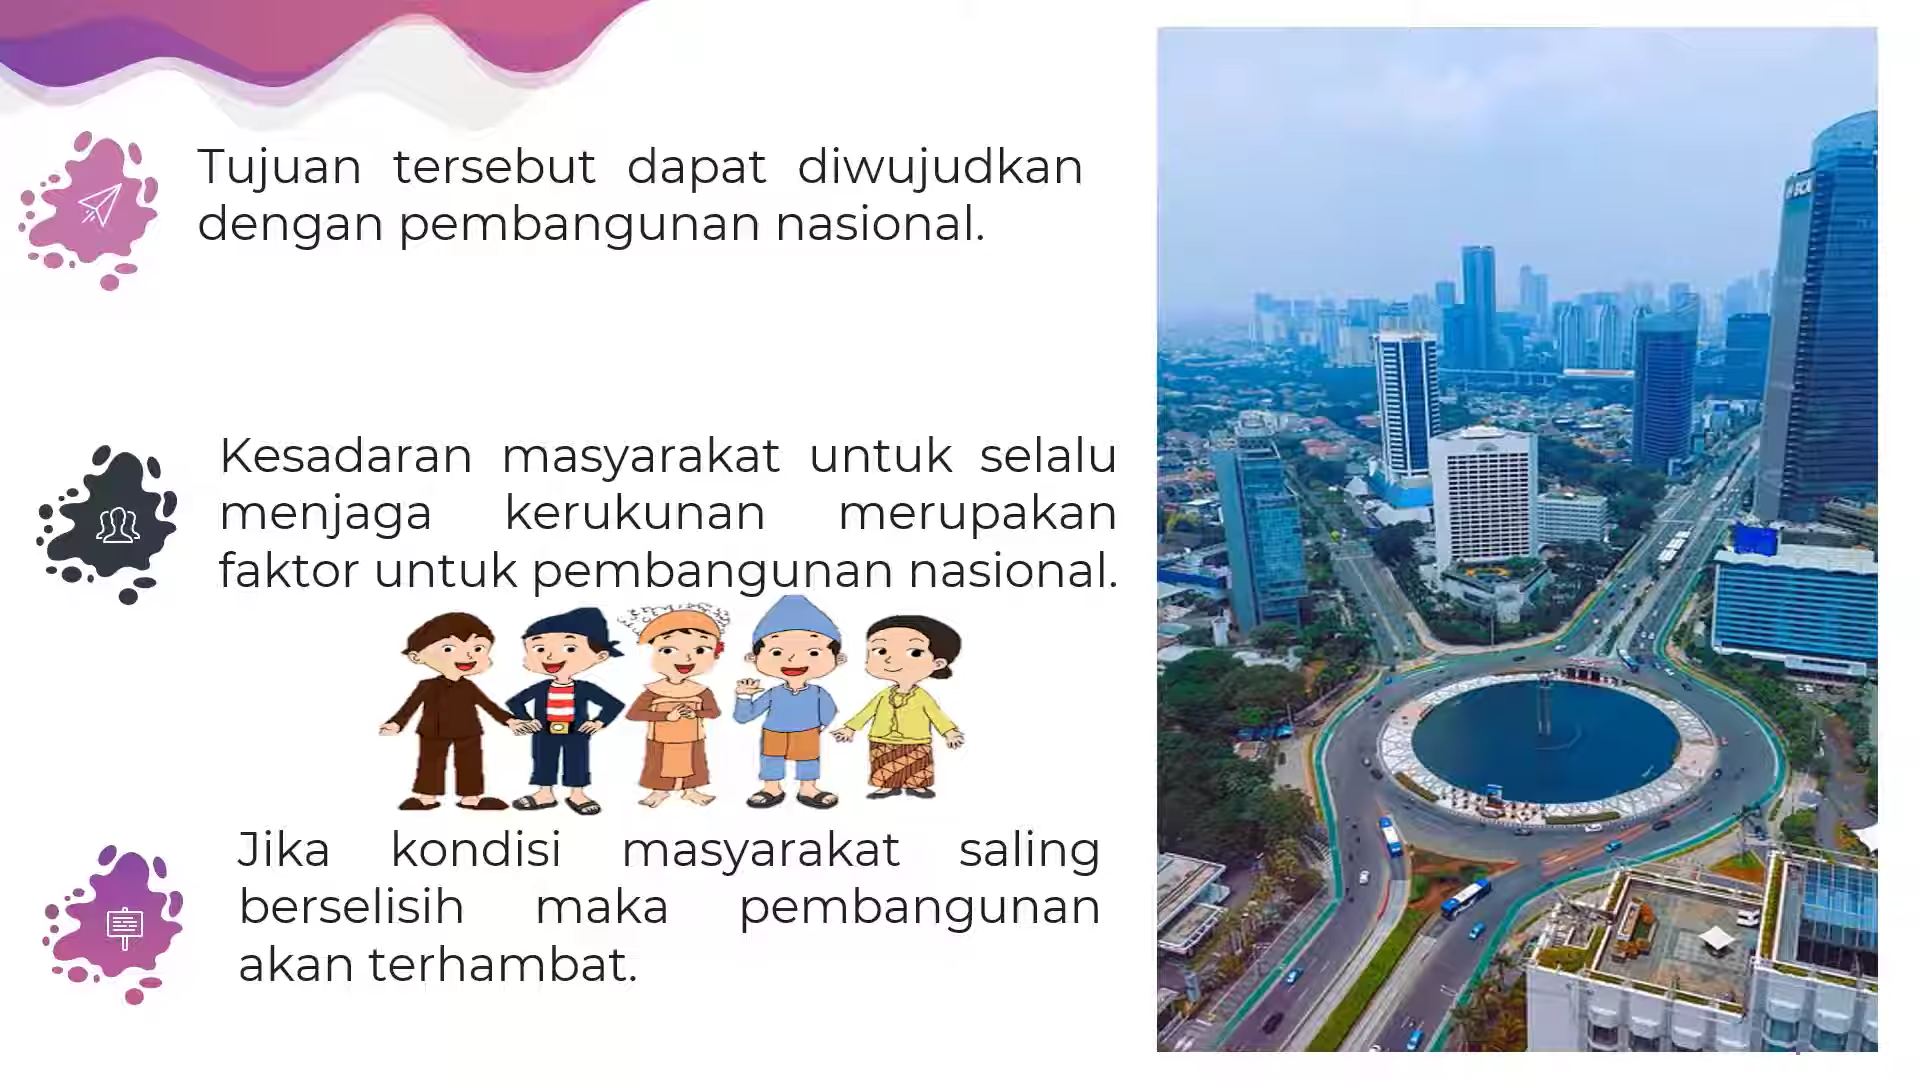 Tujuan tersebut dapat diwujudkan
dengan pembangunan nasional.
Kesadaran masyarakat untuk selalu
menjaga kerukunan merupakan
faktor untuk pembangunan nasional.
Jika kondisi masyarakat saling
berselisih maka pembangunan
akan terhambat.
BCA